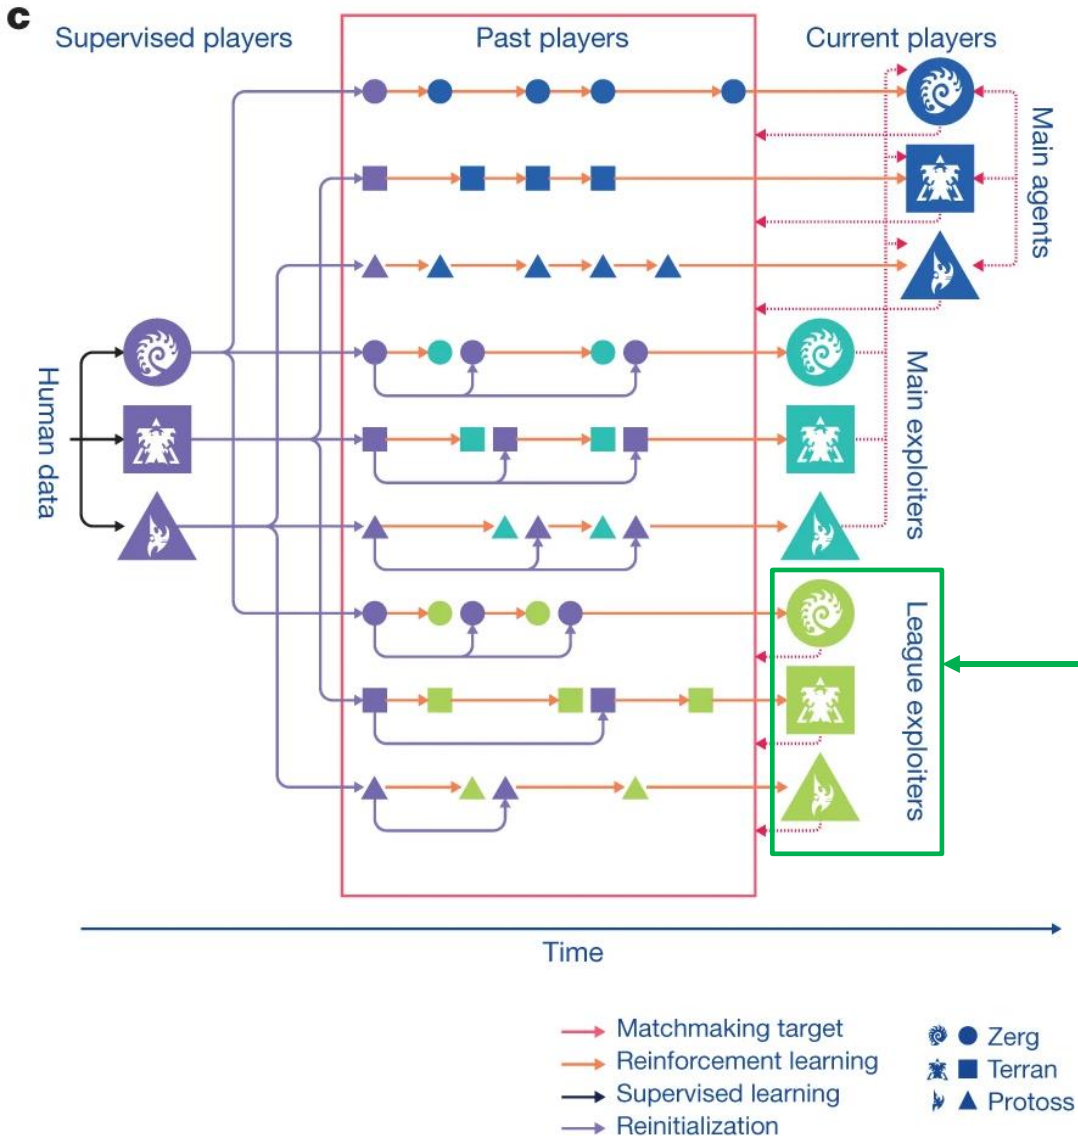 c
Supervised players
Past players
Current players
Main agents
Human data
Main exploiters
League exploiters
Time
Matchmaking target
Reinforcement learning
Supervised learning
Reinitialization
Zerg
Terran
Protoss